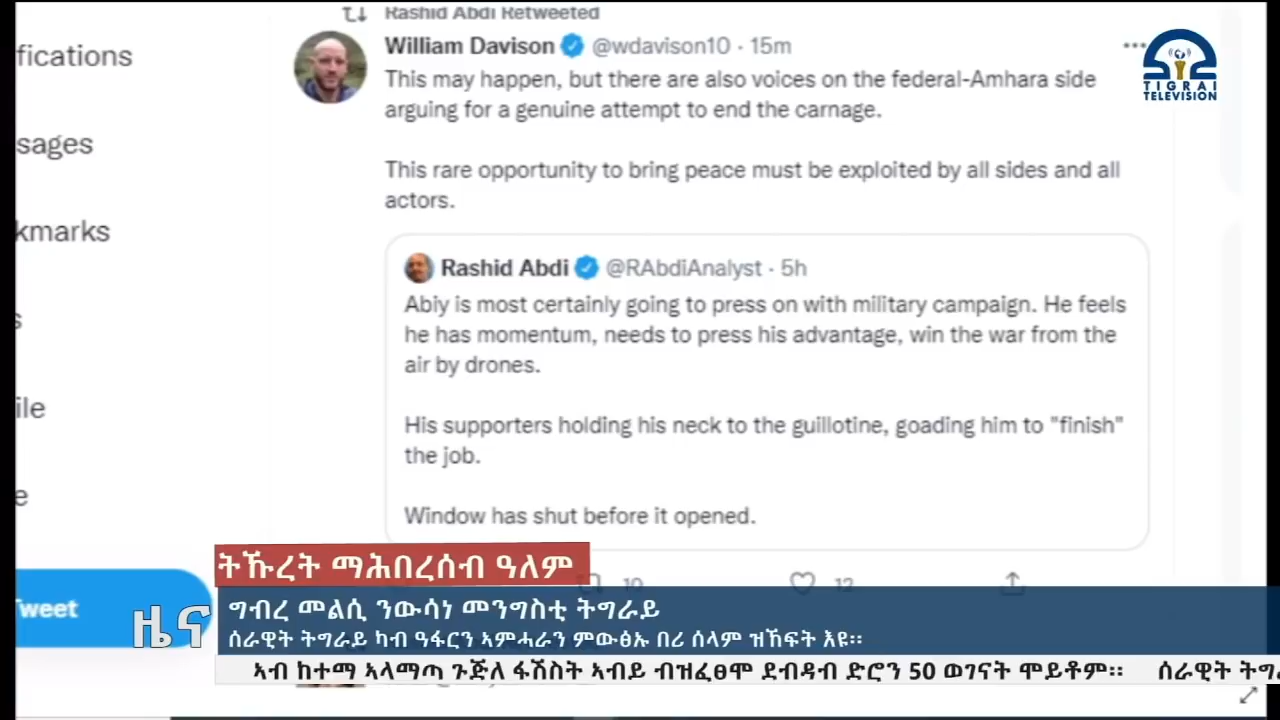 Rashid Abdi Retweeted
fications
William Davison @wdavison10 · 15m
This may happen, but there are also voices on the federal-Amhara side
arguing for a genuine attempt to end the carnage.
TIGRAI
TELEVISION
sages
This rare opportunity to bring peace must be exploited by all sides and all
actors.
kmarks
Rashid Abdi @RAbdiAnalyst · 5h
Abiy is most certainly going to press on with military campaign. He feels
he has momentum, needs to press his advantage, win the war from the
air by drones.
s
ile
His supporters holding his neck to the guillotine, goading him to "finish"
the job.
e
Window has shut before it opened.
ትኹረት ማሕበረሰብ ዓለም
10 12
Tweet
ዜና
ግብረ መልሲ ንውሳነ መንግስቲ ትግራይ
ሰራዊት ትግራይ ካብ ዓፋርን ኣምሓራን ምውፅኡ በሪ ሰላም ዝኸፍት እዩ፡፡
ኣብ ከተማ ኣላማጣ ጉጅለ ፋሽስት ኣብይ ብዝፈፀሞ ደብዳብ ድሮን 50 ወገናት ሞይቶም፡፡ ሰራዊት ትግ